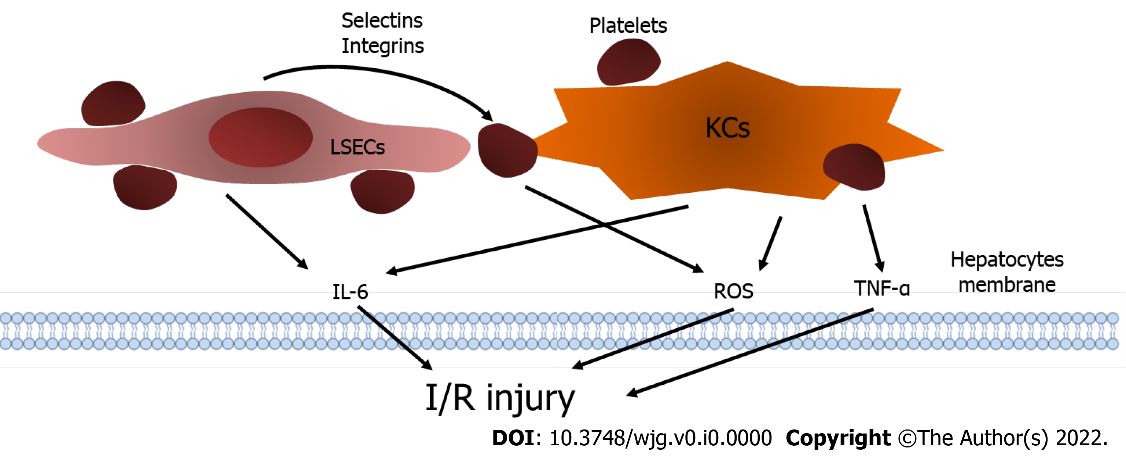 Selectins
Integrins
Platelets
KCs
LSECs
Hepatocytes
membrane
IL-6
ROS
TNF-α
I/R injury
DOI: 10.3748/wjg.v0.i0.0000 Copyright ©The Author(s) 2022.